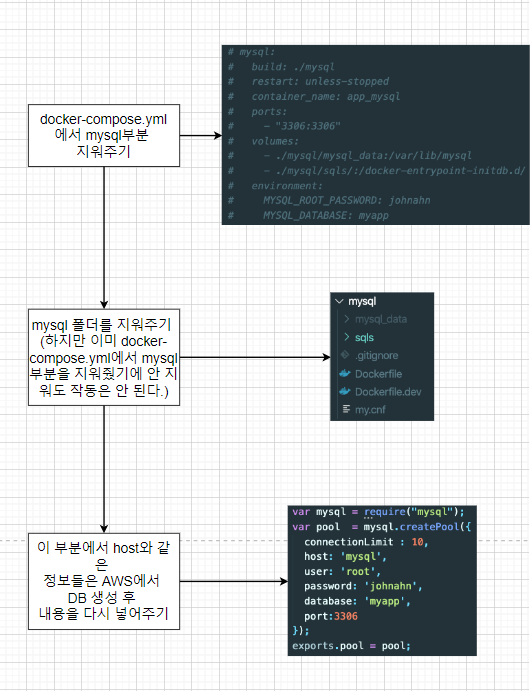 docker-compose.yml
에서 mysql부분
지워주기
# mysql:
#   build: ./mysql
#   restart: unless-stopped
#   container_name: app_mysql
#   ports:
#     - "3306:3306"
#   volumes:
#     - ./mysql/mysql_data:/var/lib/mysql
#     - ./mysql/sqls/:/docker-entrypoint-initdb.d/
#   environment:
#     MYSQL_ROOT_PASSWORD: johnahn
#     MYSQL_DATABASE: myapp
mysql 폴더를 지워주기
(하지만 이미 docker-
compose.yml에서 mysql
부분을 지워줬기에 안 지
워도 작동은 안 된다.)
mysql
mysql_data
sqls
.gitignore
Dockerfile
Dockerfile.dev
my.cnf
이 부분에서 host와 같
은
정보들은 AWS에서
DB 생성 후
내용을 다시 넣어주기
var mysql = require("mysql");
var pool  = mysql.createPool({
  connectionLimit : 10,
  host: 'mysql',
  user: 'root',
  password: 'johnahn',
  database: 'myapp',
  port:3306
});
exports.pool = pool;